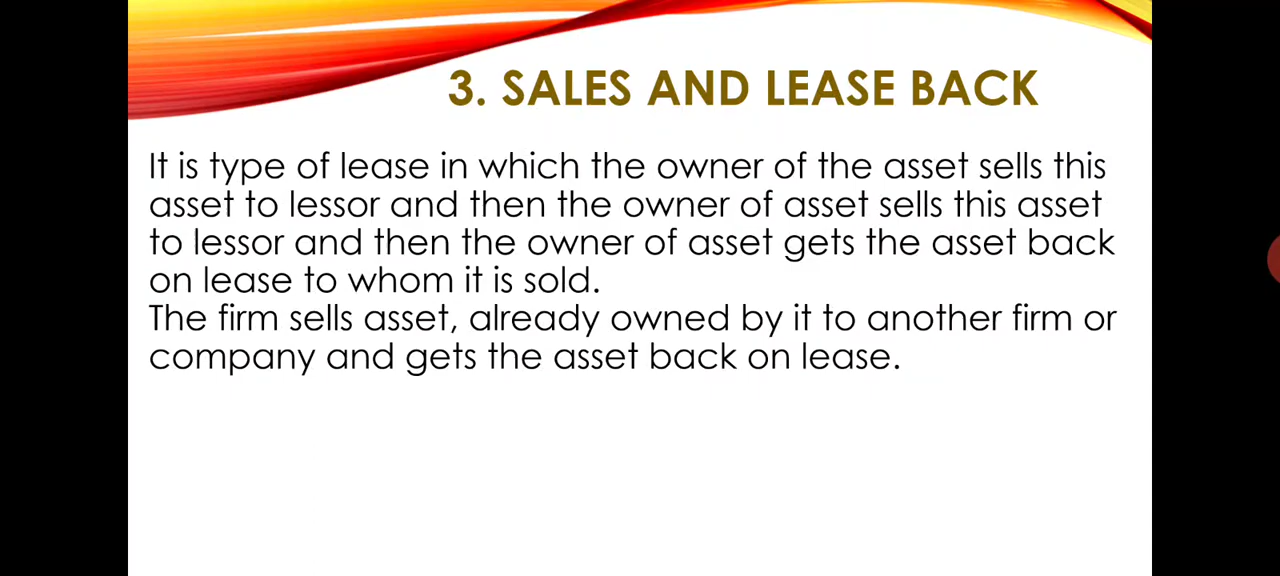 3. SALES AND LEASE BACK
It is type of lease in which the owner of the asset sells this
asset to lessor and then the owner of asset sells this asset
to lessor and then the owner of asset gets the asset back
on lease to whom it is sold.
The firm sells asset, already owned by it to another firm or
company and gets the asset back on lease.